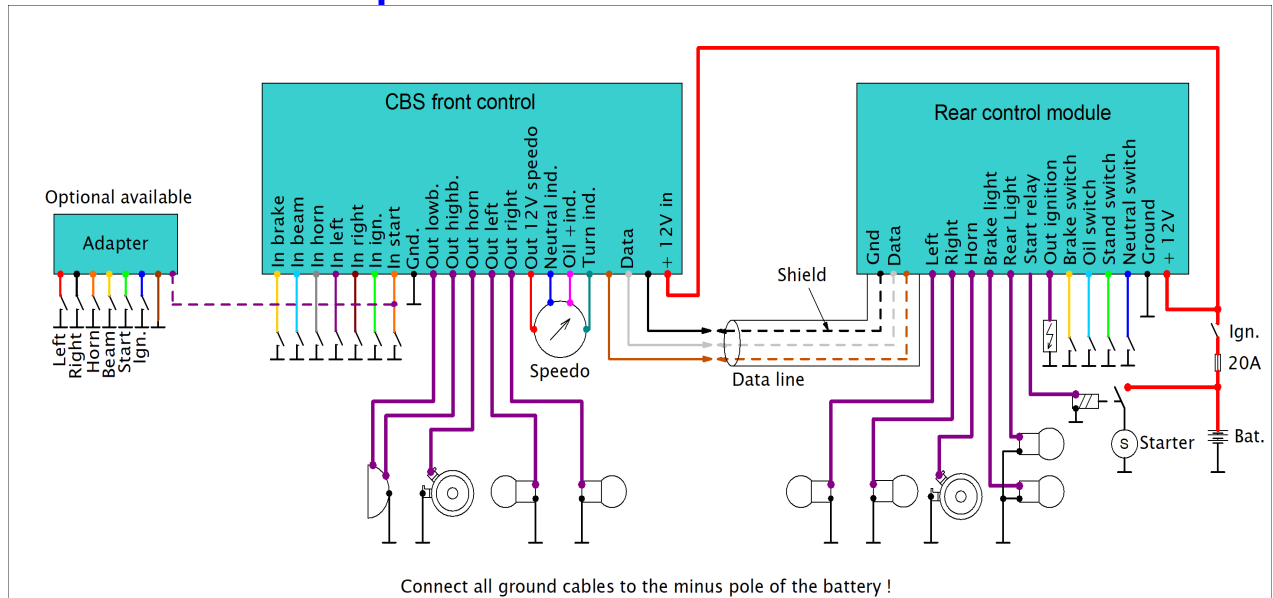 CBS front control
Rear control module
Optional available
Adapter
Left
Right
Horn
Beam
Start
Ign.
In brake
In beam
In horn
In left
In right
In ign.
In start
Gnd.
Out lowb.
Out highb.
Out horn
Out left
Out right
Out 12V speedo
Neutral ind.
Oil +ind.
Turn ind.
Data
+ 12V in
Speedo
Shield
Data line
Gnd
Data
Left
Right
Horn
Brake light
Rear Light
Start relay
Out ignition
Brake switch
Oil switch
Stand switch
Neutral switch
Ground
+ 12V
Ign.
20A
Bat.
S
Starter
Connect all ground cables to the minus pole of the battery !